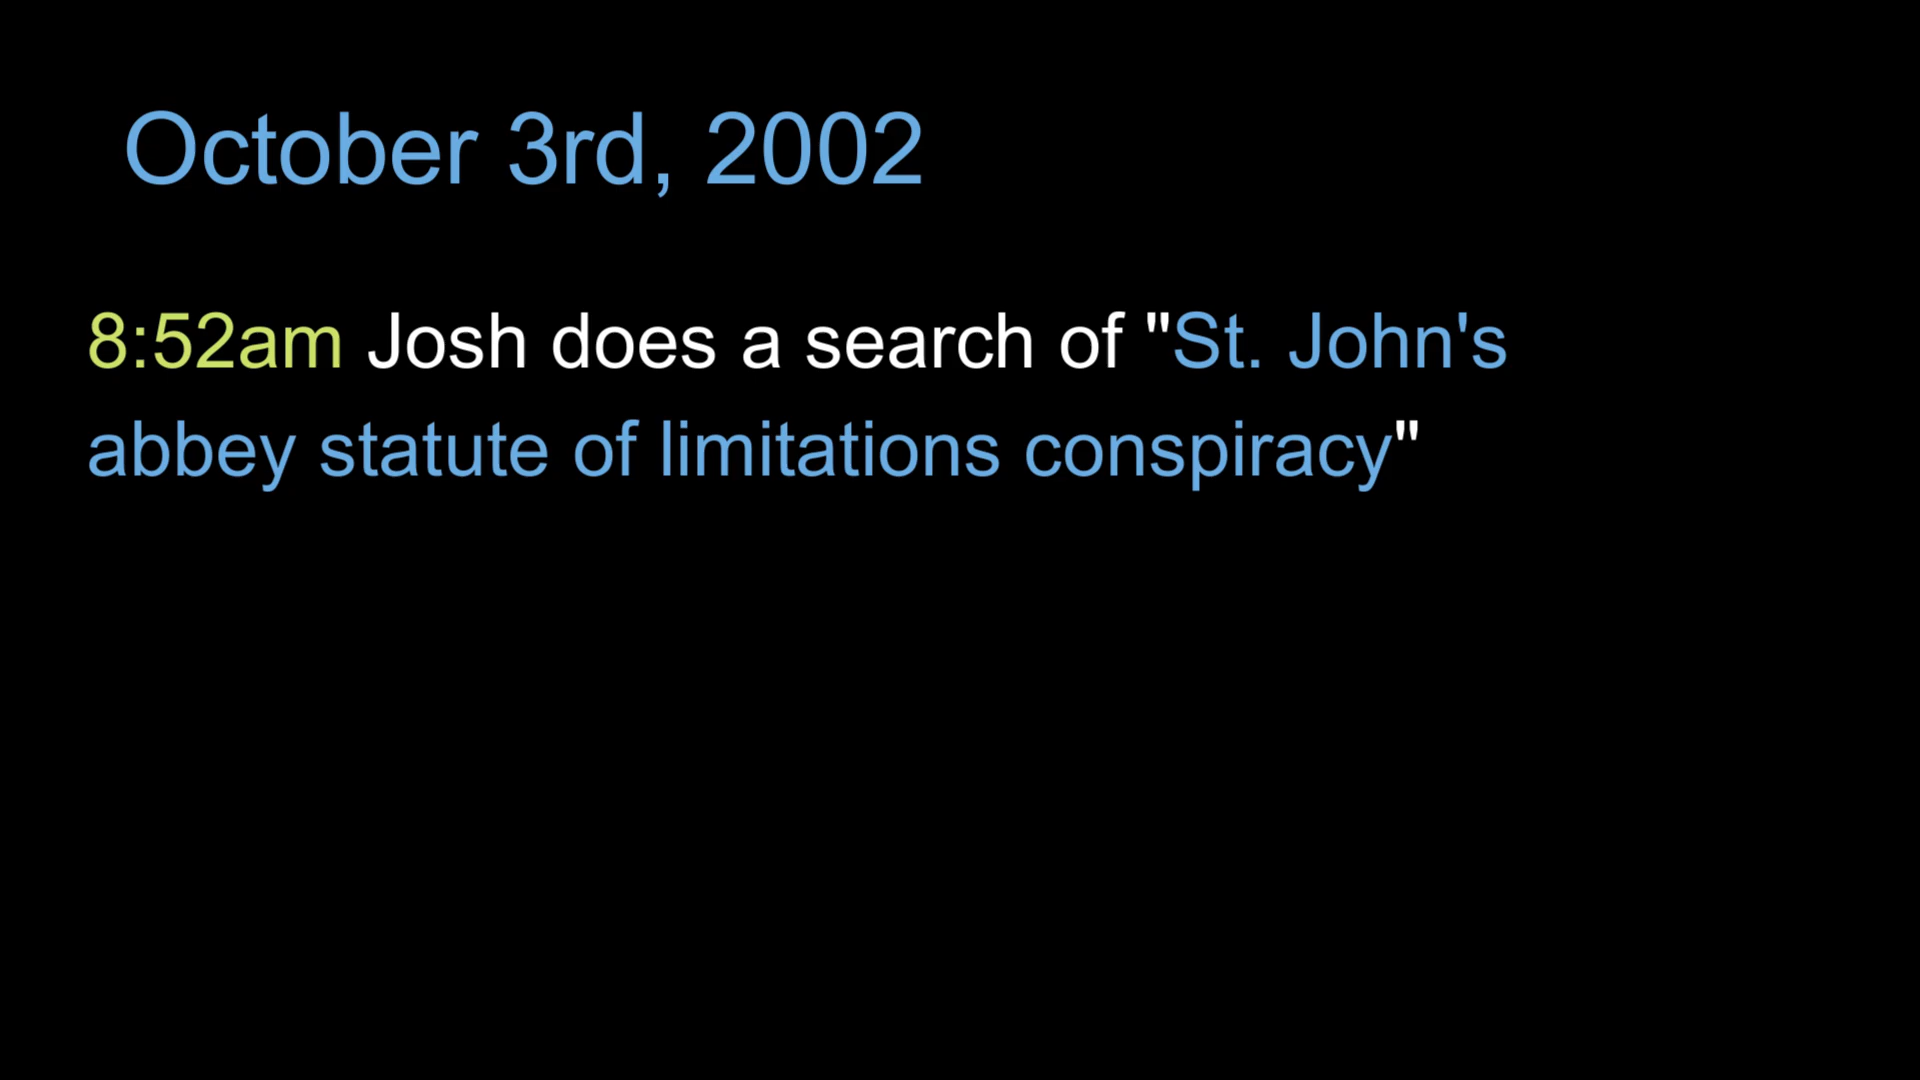 October 3rd, 2002
8:52am Josh does a search of "St. John's
abbey statute of limitations conspiracy"